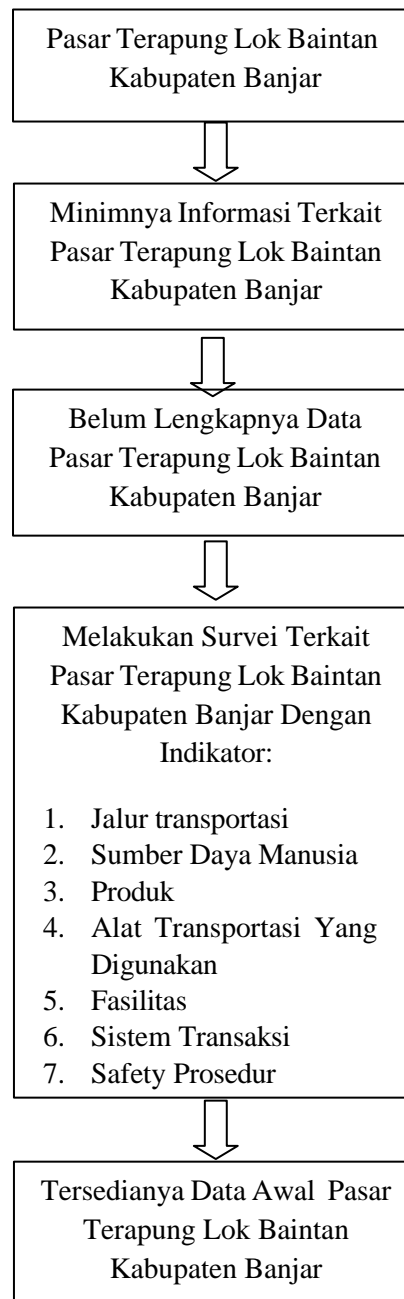 Pasar Terapung Lok Baintan
Kabupaten Banjar
Minimnya Informasi Terkait
Pasar Terapung Lok Baintan
Kabupaten Banjar
Belum Lengkapnya Data
Pasar Terapung Lok Baintan
Kabupaten Banjar
Melakukan Survei Terkait
Pasar Terapung Lok Baintan
Kabupaten Banjar Dengan
Indikator:
1. Jalur transportasi
2. Sumber Daya Manusia
3. Produk
4. Alat Transportasi Yang
Digunakan
5. Fasilitas
6. Sistem Transaksi
7. Safety Prosedur
Tersedianya Data Awal Pasar
Terapung Lok Baintan
Kabupaten Banjar